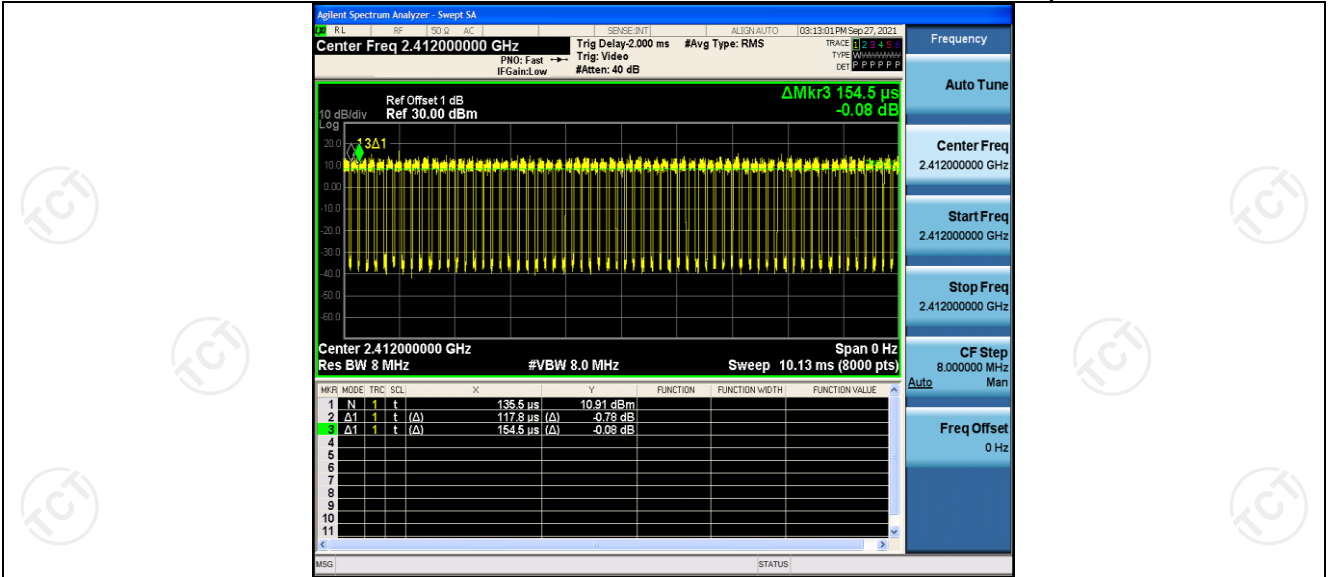 Agilent Spectrum Analyzer - Swept SA
RL RF 50 Ω AC SENSE:INT ALIGN AUTO 03:13:01 PM Sep 27, 2021
Center Freq 2.412000000 GHz
PNO: Fast
IFGain:Low
Trig Delay-2.000 ms
Trig: Video
#Atten: 40 dB
#Avg Type: RMS
TRACE 1 2 3 4 5 6
TYPE
DET P P P P P P
ΔMkr3 154.5 µs
-0.08 dB
Ref Offset 1 dB
10 dB/div Ref 30.00 dBm
Log
3Δ1
20.0
10.0
0.00
-10.0
-20.0
-30.0
-40.0
-50.0
-60.0
Center 2.412000000 GHz Span 0 Hz
Res BW 8 MHz #VBW 8.0 MHz Sweep 10.13 ms (8000 pts)
MKR MODE TRC SCL X Y FUNCTION FUNCTION WIDTH FUNCTION VALUE
1 N 1 t 135.5 µs 10.91 dBm
2 Δ1 1 t (Δ) 117.8 µs (Δ) -0.78 dB
3 Δ1 1 t (Δ) 154.5 µs (Δ) -0.08 dB
4
5
6
7
8
9
10
11
MSG STATUS
Frequency
Auto Tune
Center Freq
2.412000000 GHz
Start Freq
2.412000000 GHz
Stop Freq
2.412000000 GHz
CF Step
8.000000 MHz
Auto Man
Freq Offset
0 Hz
TCT
TCT
TCT
TCT
TCT
TCT